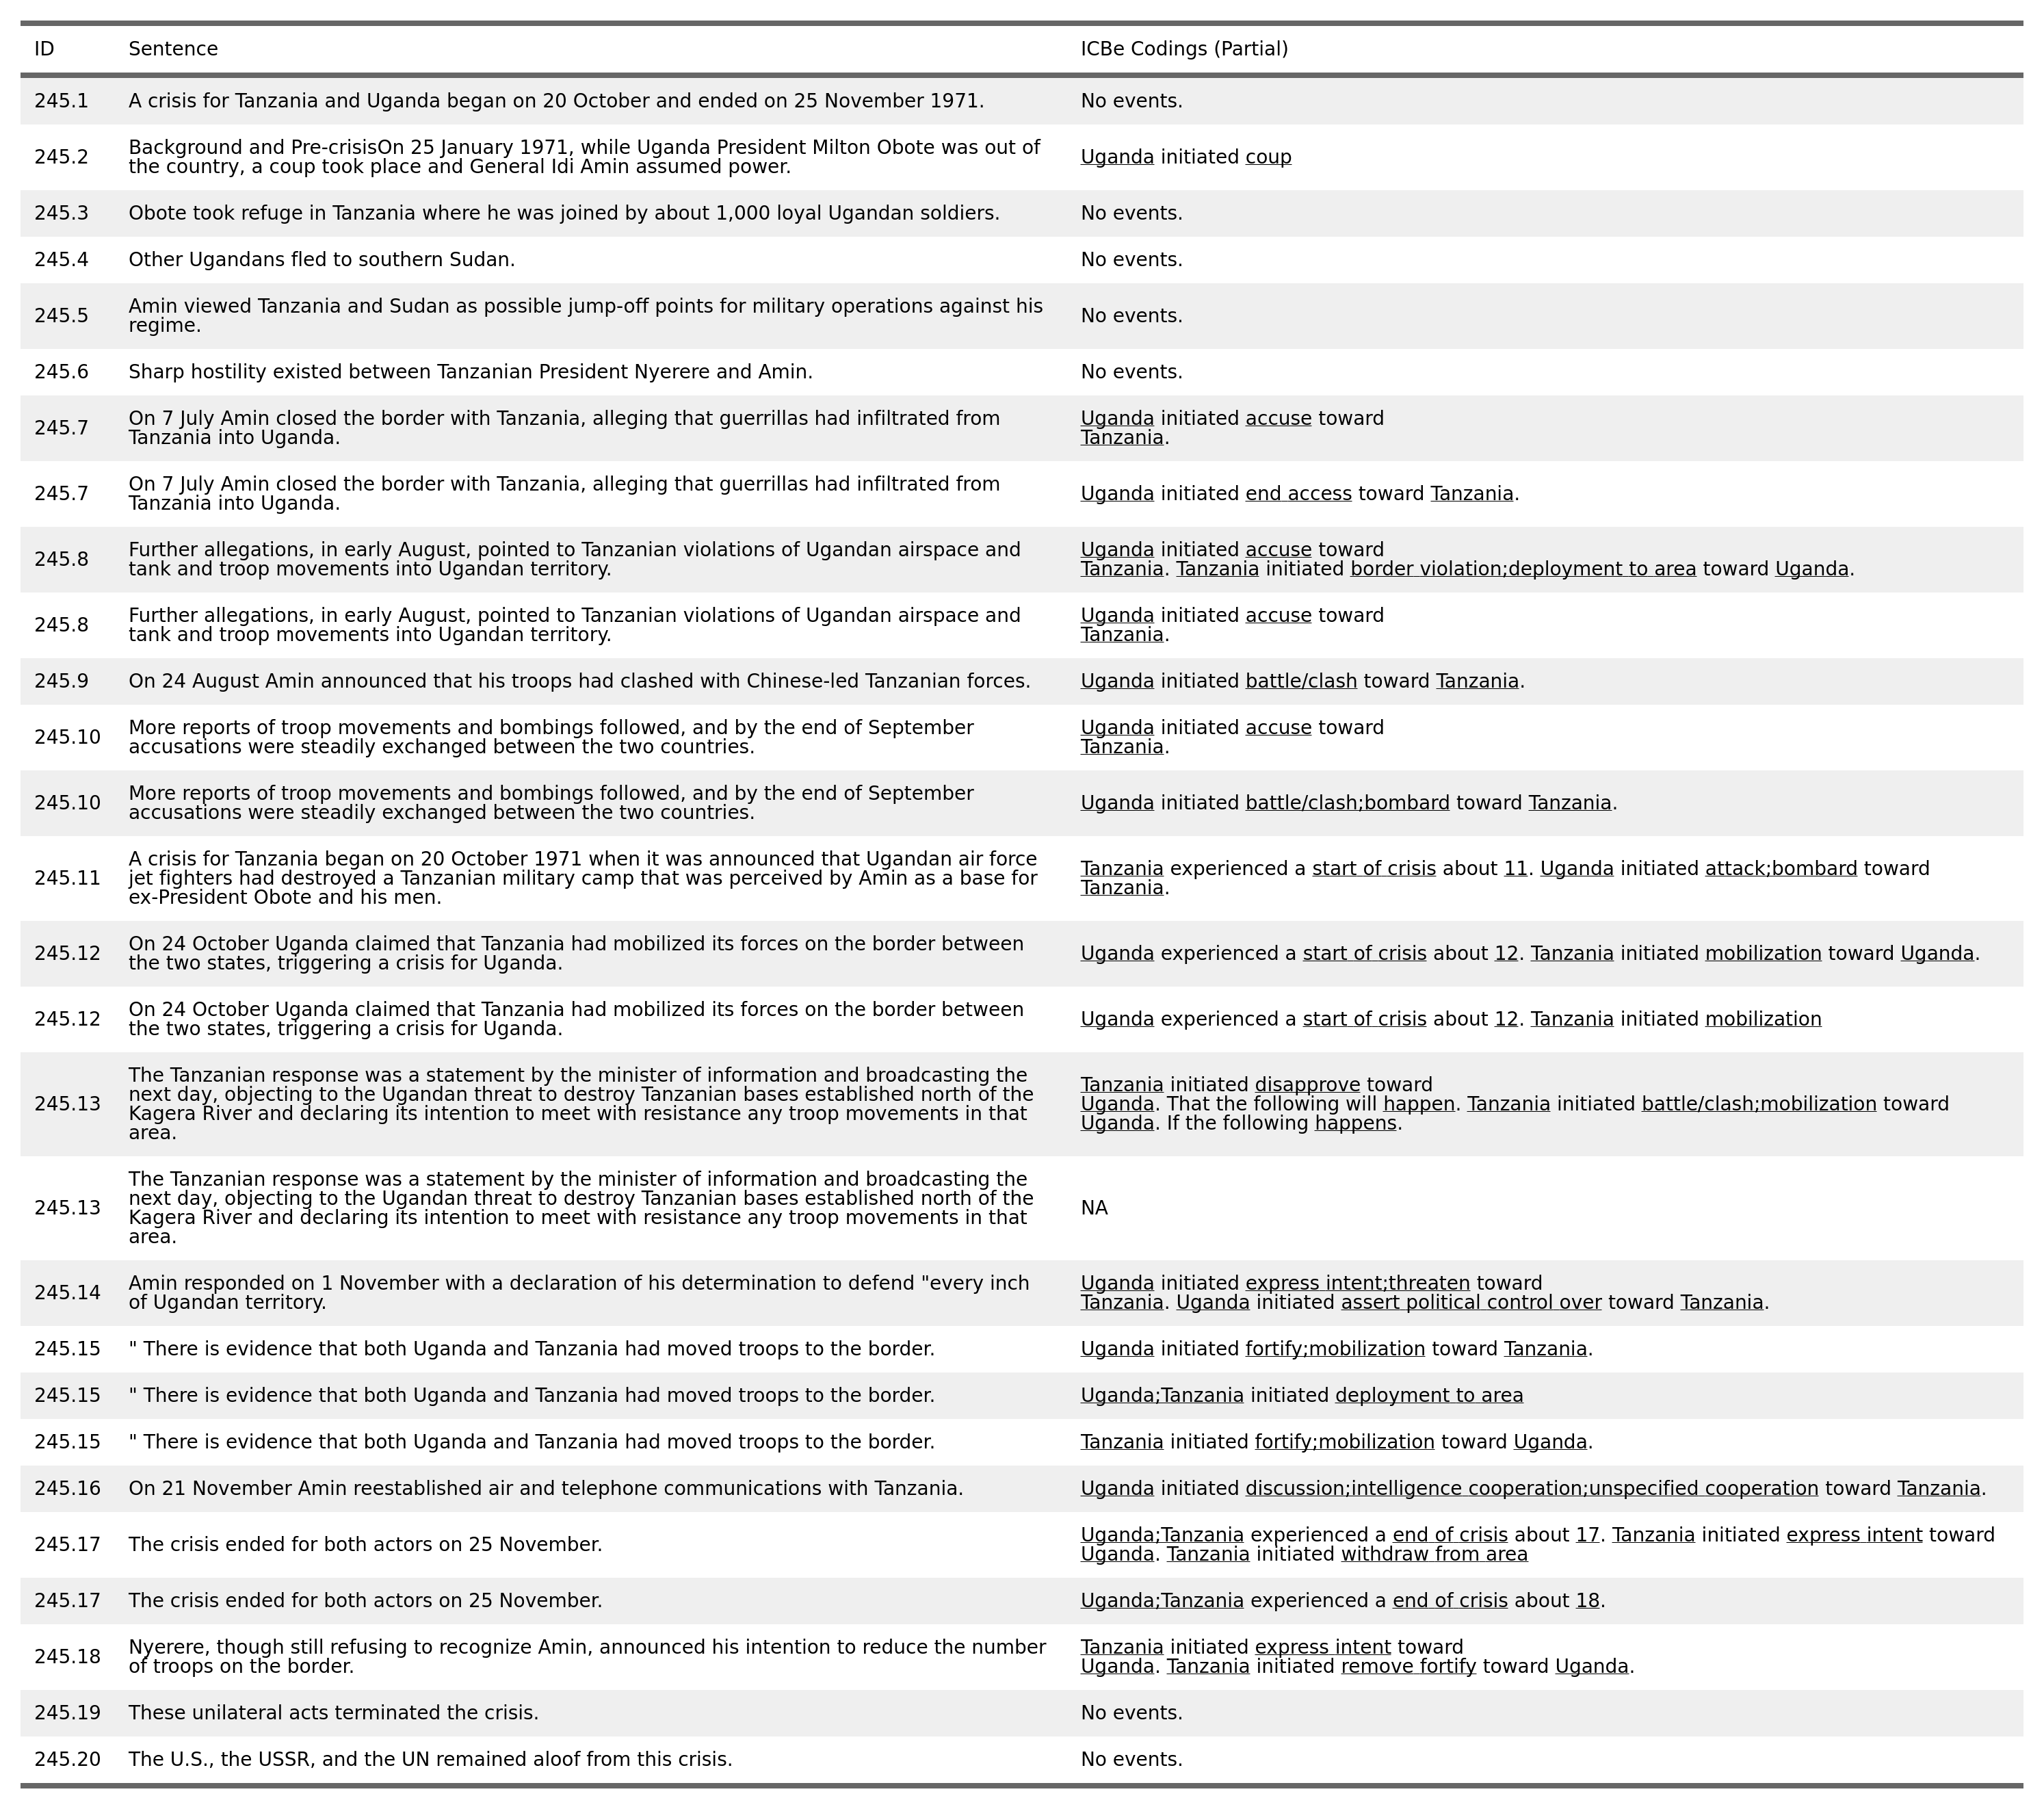 ID Sentence ICBe Codings (Partial)
245.1 A crisis for Tanzania and Uganda began on 20 October and ended on 25 November 1971. No events.
Background and Pre-crisisOn 25 January 1971, while Uganda President Milton Obote was out of
245.2 the country, a coup took place and General Idi Amin assumed power. Uganda initiated coup
245.3 Obote took refuge in Tanzania where he was joined by about 1,000 loyal Ugandan soldiers. No events.
245.4 Other Ugandans fled to southern Sudan. No events.
Amin viewed Tanzania and Sudan as possible jump-off points for military operations against his
245.5 regime. No events.
245.6 Sharp hostility existed between Tanzanian President Nyerere and Amin. No events.
On 7 July Amin closed the border with Tanzania, alleging that guerrillas had infiltrated from Uganda initiated accuse toward
245.7 Tanzania into Uganda. Tanzania.
On 7 July Amin closed the border with Tanzania, alleging that guerrillas had infiltrated from
245.7 Tanzania into Uganda. Uganda initiated end access toward Tanzania.
Further allegations, in early August, pointed to Tanzanian violations of Ugandan airspace and Uganda initiated accuse toward
245.8 tank and troop movements into Ugandan territory. Tanzania. Tanzania initiated border violation;deployment to area toward Uganda.
Further allegations, in early August, pointed to Tanzanian violations of Ugandan airspace and Uganda initiated accuse toward
245.8 tank and troop movements into Ugandan territory. Tanzania.
245.9 On 24 August Amin announced that his troops had clashed with Chinese-led Tanzanian forces. Uganda initiated battle/clash toward Tanzania.
More reports of troop movements and bombings followed, and by the end of September Uganda initiated accuse toward
245.10 accusations were steadily exchanged between the two countries. Tanzania.
More reports of troop movements and bombings followed, and by the end of September
245.10 accusations were steadily exchanged between the two countries. Uganda initiated battle/clash;bombard toward Tanzania.
A crisis for Tanzania began on 20 October 1971 when it was announced that Ugandan air force Tanzania experienced a start of crisis about 11. Uganda initiated attack;bombard toward
245.11 jet fighters had destroyed a Tanzanian military camp that was perceived by Amin as a base for Tanzania.
ex-President Obote and his men.
On 24 October Uganda claimed that Tanzania had mobilized its forces on the border between
245.12 the two states, triggering a crisis for Uganda. Uganda experienced a start of crisis about 12. Tanzania initiated mobilization toward Uganda.
On 24 October Uganda claimed that Tanzania had mobilized its forces on the border between
245.12 the two states, triggering a crisis for Uganda. Uganda experienced a start of crisis about 12. Tanzania initiated mobilization
The Tanzanian response was a statement by the minister of information and broadcasting the Tanzania initiated disapprove toward
next day, objecting to the Ugandan threat to destroy Tanzanian bases established north of the Uganda. That the following will happen. Tanzania initiated battle/clash;mobilization toward
245.13 Kagera River and declaring its intention to meet with resistance any troop movements in that Uganda. If the following happens.
area.
The Tanzanian response was a statement by the minister of information and broadcasting the
next day, objecting to the Ugandan threat to destroy Tanzanian bases established north of the
245.13 Kagera River and declaring its intention to meet with resistance any troop movements in that NA
area.
Amin responded on 1 November with a declaration of his determination to defend "every inch Uganda initiated express intent;threaten toward
245.14 of Ugandan territory. Tanzania. Uganda initiated assert political control over toward Tanzania.
245.15 " There is evidence that both Uganda and Tanzania had moved troops to the border. Uganda initiated fortify;mobilization toward Tanzania.
245.15 " There is evidence that both Uganda and Tanzania had moved troops to the border. Uganda;Tanzania initiated deployment to area
245.15 " There is evidence that both Uganda and Tanzania had moved troops to the border. Tanzania initiated fortify;mobilization toward Uganda.
245.16 On 21 November Amin reestablished air and telephone communications with Tanzania. Uganda initiated discussion;intelligence cooperation;unspecified cooperation toward Tanzania.
245.17 The crisis ended for both actors on 25 November. Uganda;Tanzania experienced a end of crisis about 17. Tanzania initiated express intent toward
Uganda. Tanzania initiated withdraw from area
245.17 The crisis ended for both actors on 25 November. Uganda;Tanzania experienced a end of crisis about 18.
Nyerere, though still refusing to recognize Amin, announced his intention to reduce the number Tanzania initiated express intent toward
245.18 of troops on the border. Uganda. Tanzania initiated remove fortify toward Uganda.
245.19 These unilateral acts terminated the crisis. No events.
245.20 The U.S., the USSR, and the UN remained aloof from this crisis. No events.